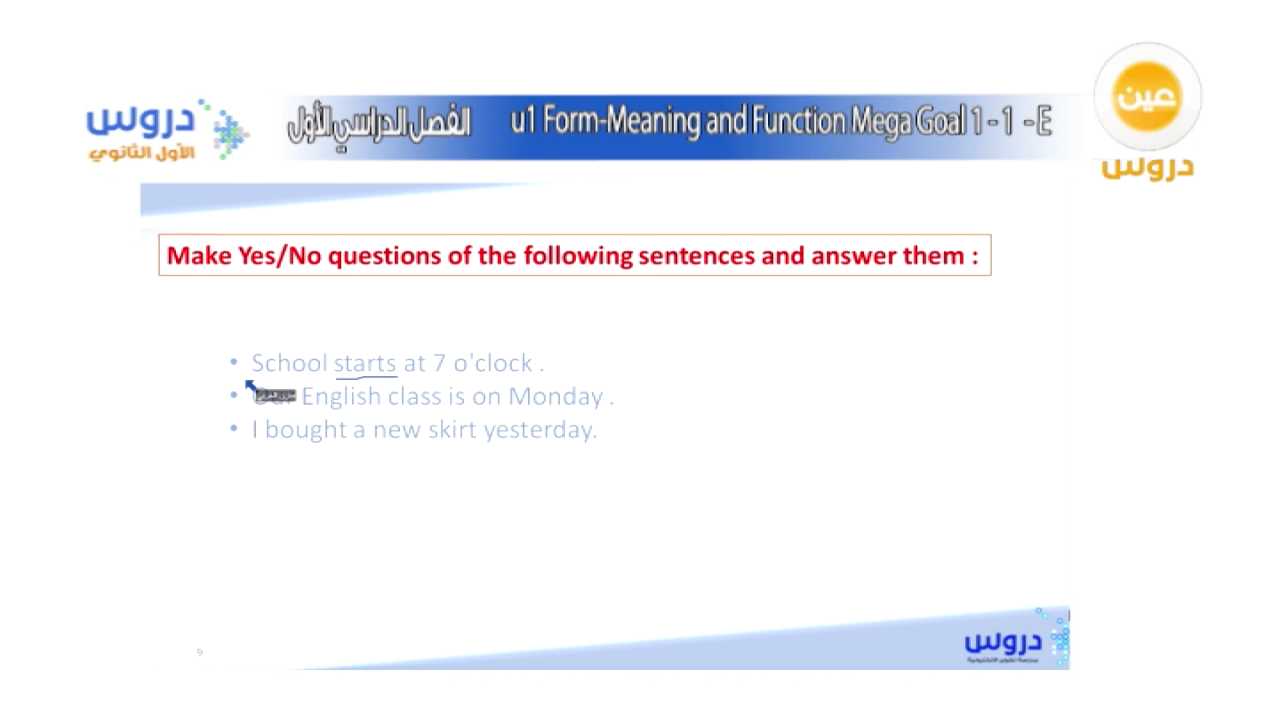 دروس
الأول الثانوي
الفصل الدراسي الأول
u1 Form-Meaning and Function Mega Goal 1 - 1 - E
عين
دروس
Make Yes/No questions of the following sentences and answer them :
• School starts at 7 o'clock .
• English class is on Monday .
• I bought a new skirt yesterday.
9
دروس